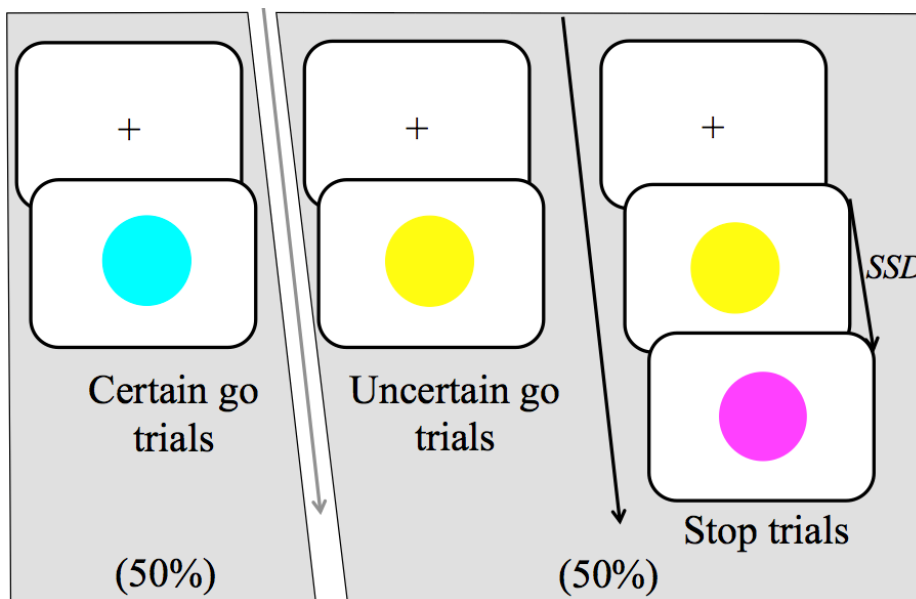 +
+
+
SSD
Certain go
trials
Uncertain go
trials
Stop trials
(50%)
(50%)